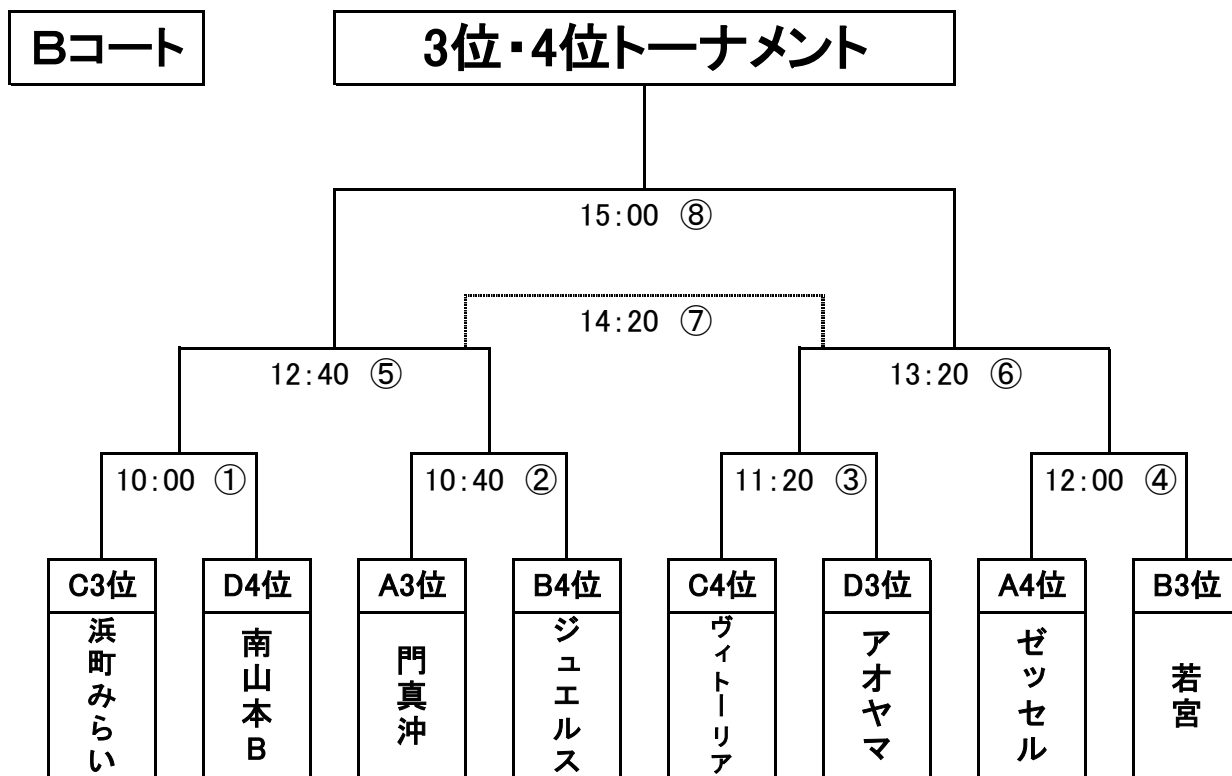 Bコート
3位・4位トーナメント
15:00 ⑧
14:20 ⑦
12:40 ⑤
13:20 ⑥
10:00 ①
10:40 ②
11:20 ③
12:00 ④
C3位
D4位
A3位
B4位
C4位
D3位
A4位
B3位
浜町みらい
南山本B
門真沖
ジュエルス
ヴィトーリア
アオヤマ
ゼッセル
若宮